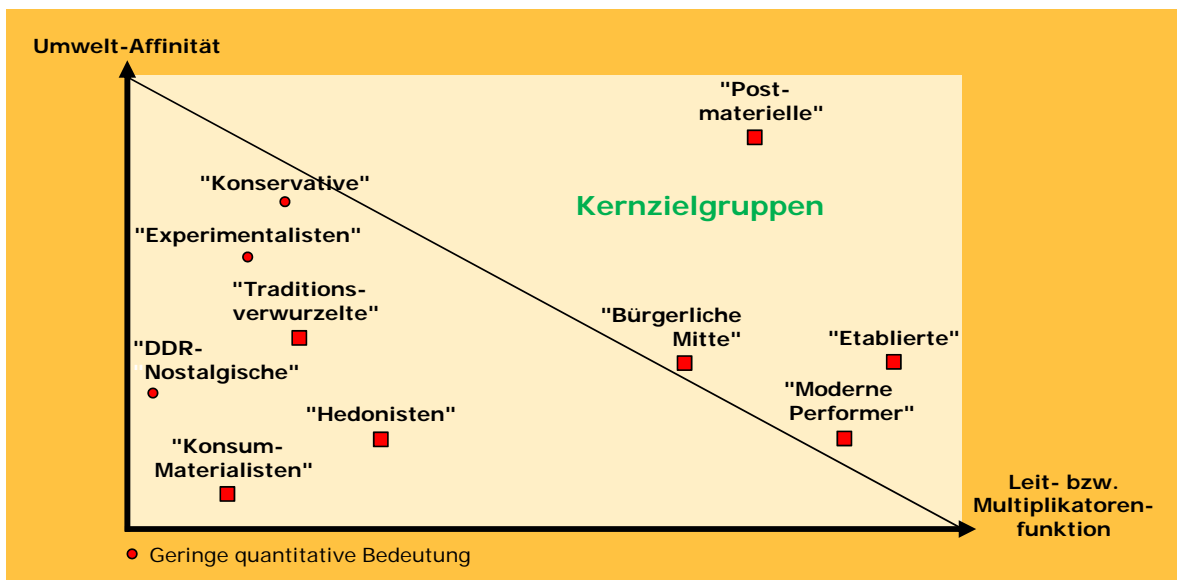 Umwelt-Affinität
"Post-
materielle"
"Konservative"
Kernzielgruppen
"Experimentalisten"
"Traditions-
verwurzelte"
"Bürgerliche
Mitte"
"Etablierte"
"DDR-
"Nostalgische"
"Moderne
Performer"
"Hedonisten"
"Konsum-
Materialisten"
Leit- bzw.
Multiplikatoren-
funktion
Geringe quantitative Bedeutung